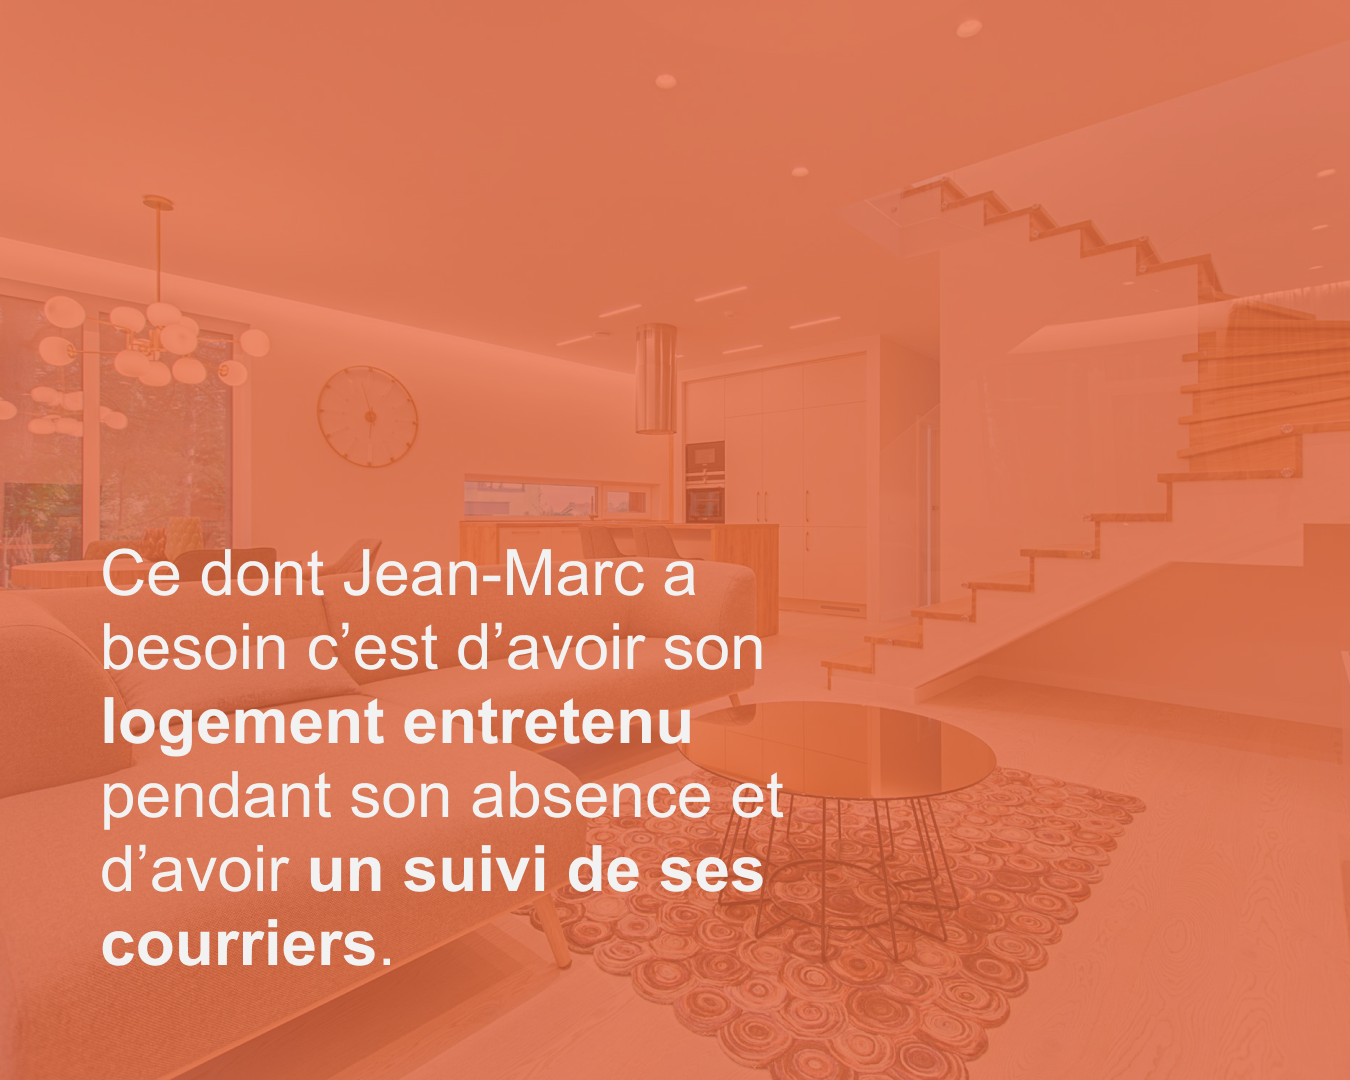 Ce dont Jean-Marc a
besoin c’est d’avoir son
logement entretenu
pendant son absence et
d’avoir un suivi de ses
courriers.